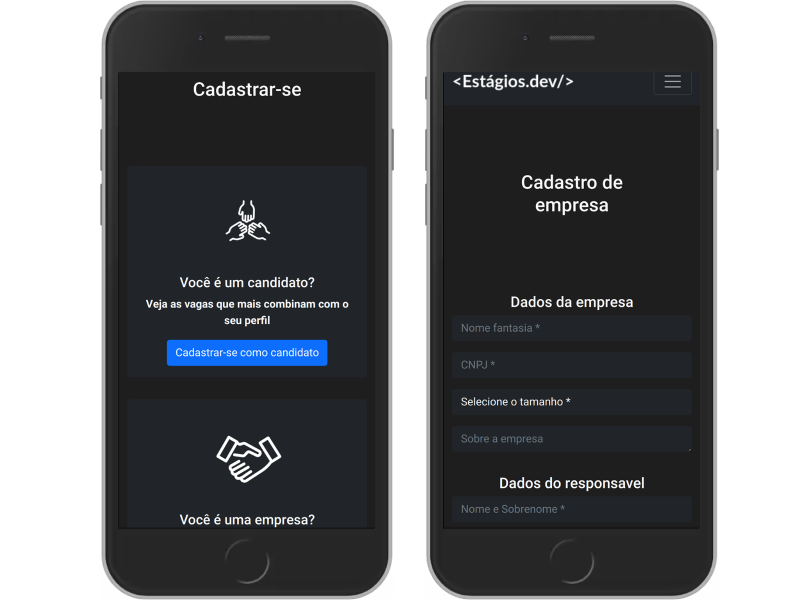 Cadastrar-se
Você é um candidato?
Veja as vagas que mais combinam com o
seu perfil
Cadastrar-se como candidato
Você é uma empresa?
<Estágios.dev/>
Cadastro de
empresa
Dados da empresa
Nome fantasia *
CNPJ *
Selecione o tamanho *
Sobre a empresa
Dados do responsavel
Nome e Sobrenome *